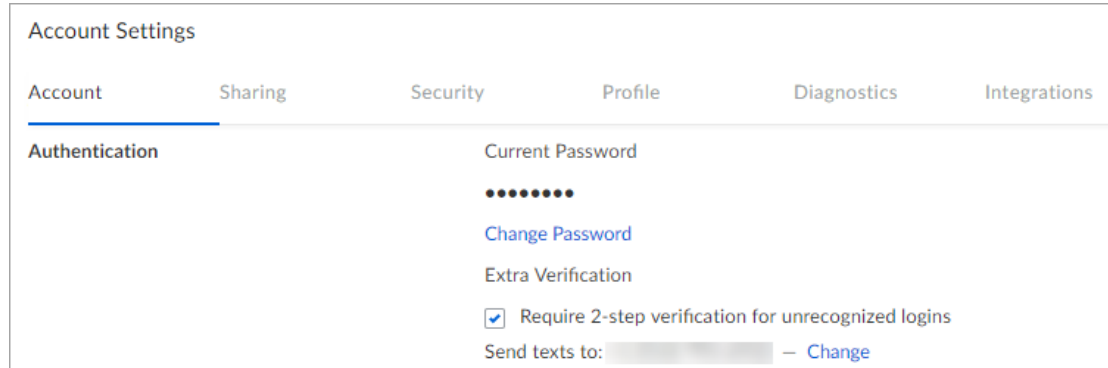 Account Settings
Account Sharing Security Profile Diagnostics Integrations
Authentication Current Password
••••••••
Change Password
Extra Verification
Require 2-step verification for unrecognized logins
Send texts to: – Change